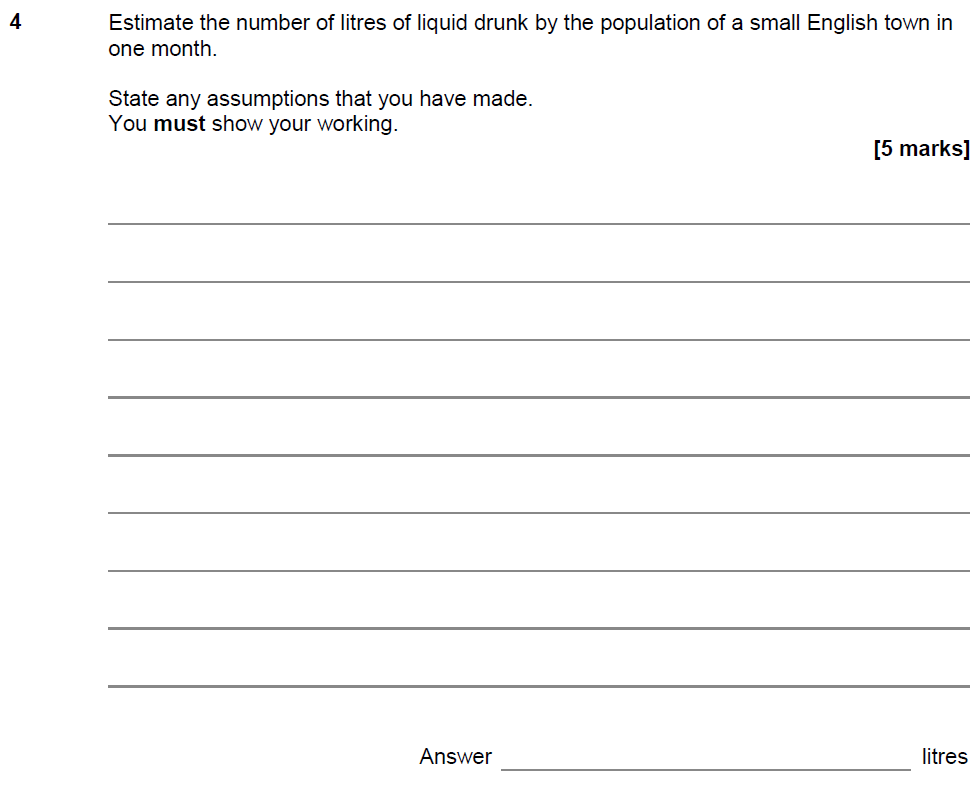 4 Estimate the number of litres of liquid drunk by the population of a small English town in
one month.
State any assumptions that you have made.
You must show your working.
[5 marks]
Answer litres